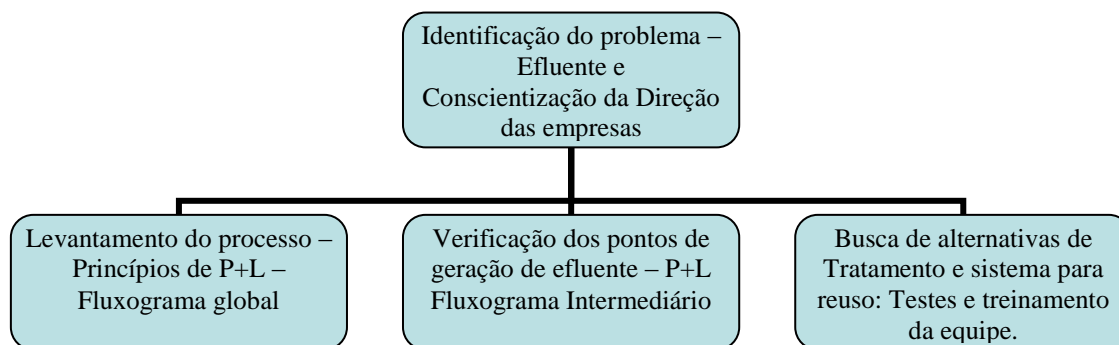 Identificação do problema –
Efluente e
Conscientização da Direção
das empresas
Levantamento do processo –
Princípios de P+L –
Fluxograma global
Verificação dos pontos de
geração de efluente – P+L
Fluxograma Intermediário
Busca de alternativas de
Tratamento e sistema para
reuso: Testes e treinamento
da equipe.